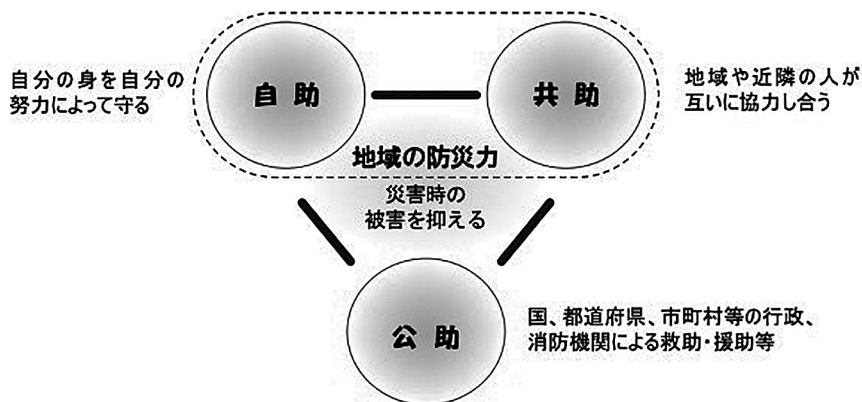 自分の身を自分の
努力によって守る
自助
共助
地域や近隣の人が
互いに協力し合う
地域の防災力
災害時の
被害を抑える
公助
国、都道府県、市町村等の行政、
消防機関による救助・援助等